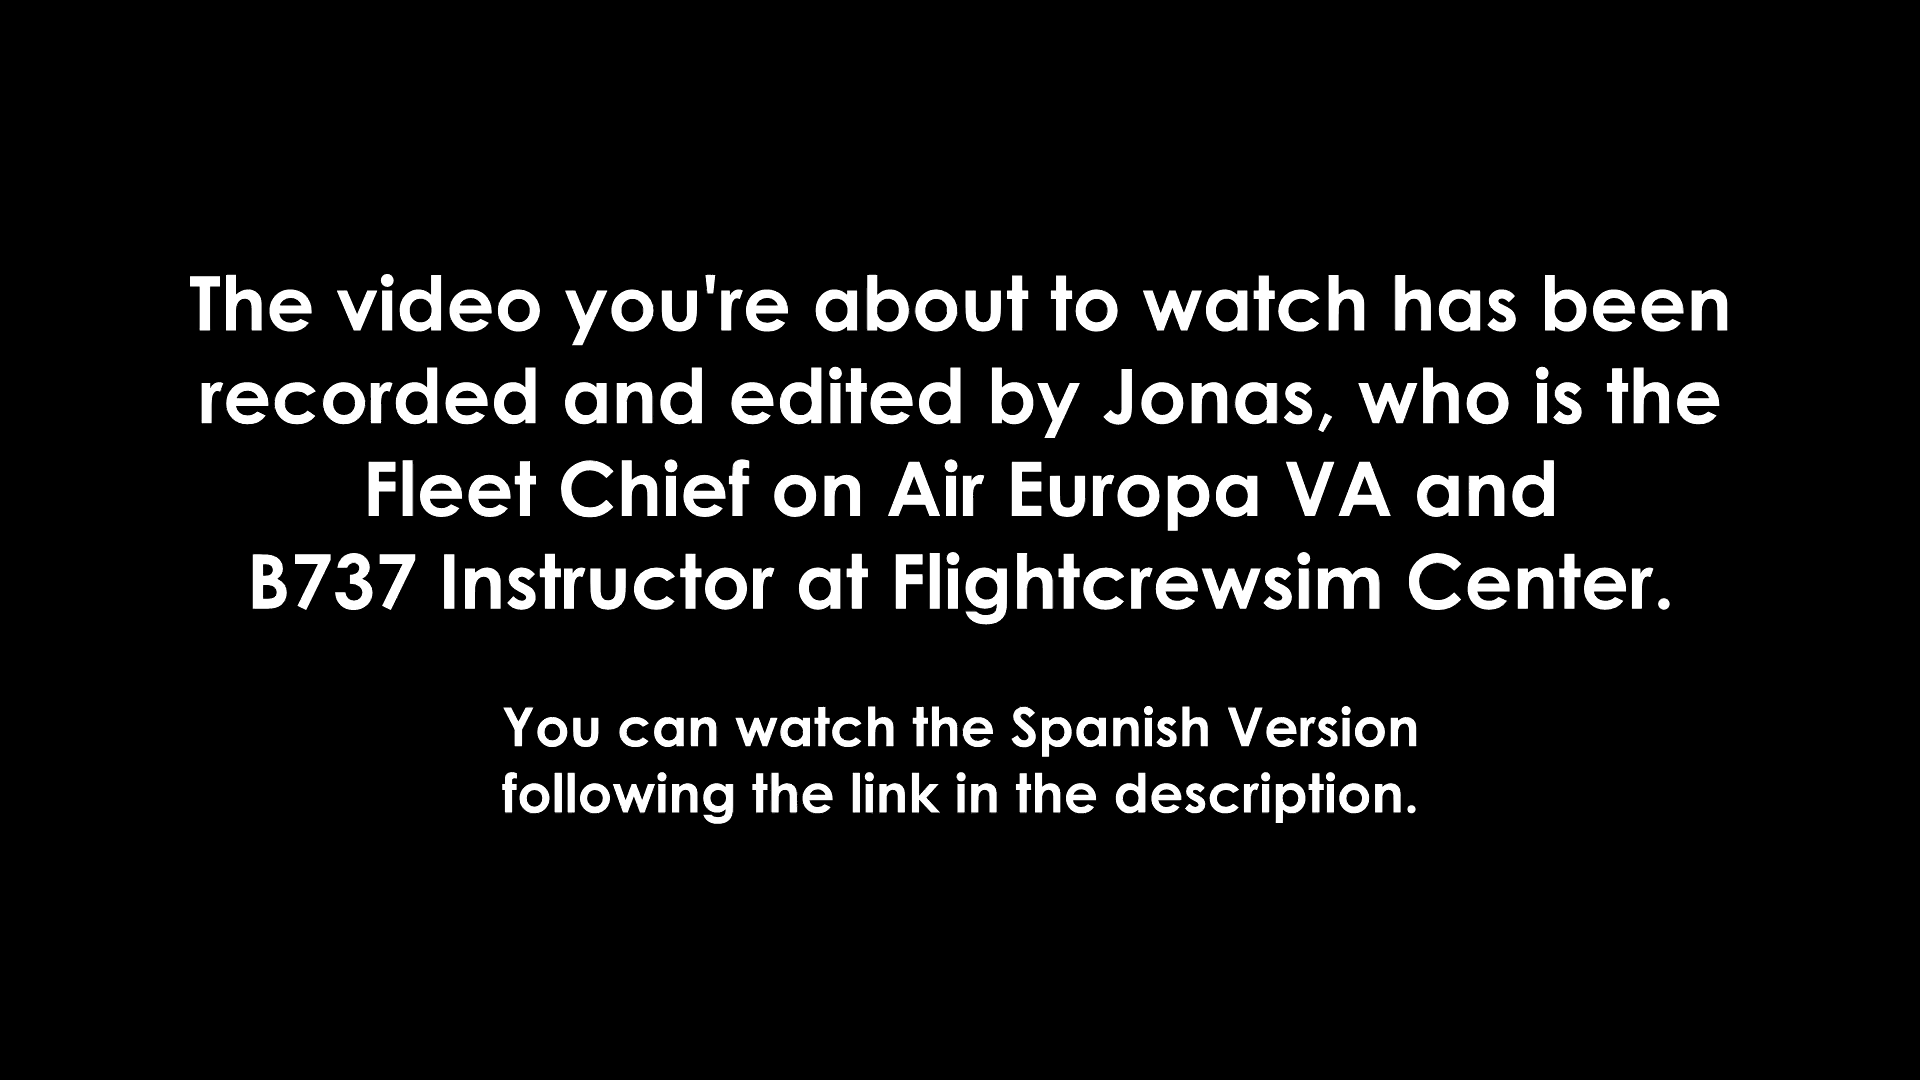 The video you're about to watch has been
recorded and edited by Jonas, who is the
Fleet Chief on Air Europa VA and
B737 Instructor at Flightcrewsim Center.
You can watch the Spanish Version
following the link in the description.